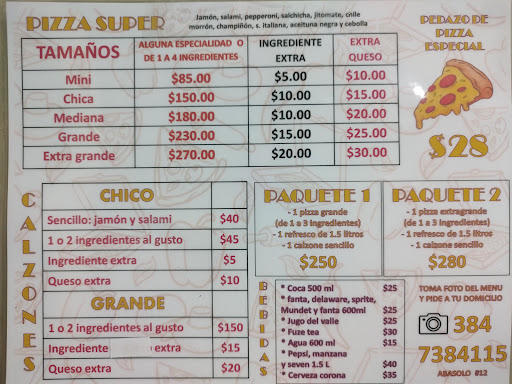 PIZZA SUPER
Jamón, salami, pepperoni, salchicha, jitomate, chile
morrón, champiñón, s. italiana, aceituna negra y cebolla
PEDAZO DE
PIZZA
ESPECIAL
$28
TAMAÑOS ALGUNA ESPECIALIDAD O DE 1 A 4 INGREDIENTES INGREDIENTE EXTRA EXTRA QUESO
Mini $85.00 $5.00 $10.00
Chica $150.00 $10.00 $15.00
Mediana $180.00 $10.00 $20.00
Grande $230.00 $15.00 $25.00
Extra grande $270.00 $20.00 $30.00
CALZONES
CHICO
Sencillo: jamón y salami $40
1 o 2 ingredientes al gusto $45
Ingrediente extra $5
Queso extra $10
GRANDE
1 o 2 ingredientes al gusto $150
Ingrediente extra $15
Queso extra $20
PAQUETE 1
- 1 pizza grande
(de 1 a 3 ingredientes)
- 1 refresco de 1.5 litros
- 1 calzone sencillo
$250
PAQUETE 2
- 1 pizza extragrande
(de 1 a 3 ingredientes)
- 1 refresco de 1.5 litros
- 1 calzone sencillo
$280
BEBIDAS
* Coca 500 ml $25
* fanta, delaware, sprite,
Mundet y fanta 600ml $25
* Jugo del valle $25
* Fuze tea $30
* Agua 600 ml $15
* Pepsi, manzana
y seven 1.5 L $40
* Cerveza corona $35
TOMA FOTO DEL MENU
Y PIDE A TU DOMICILIO
384
7384115
ABASOLO #12